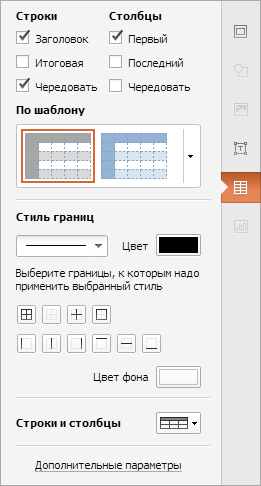 Строки Столбцы
Заголовок Первый
Итоговая Последний
Чередовать Чередовать
По шаблону
Стиль границ
Цвет
Выберите границы, к которым надо
применить выбранный стиль
Цвет фона
Строки и столбцы
Дополнительные параметры